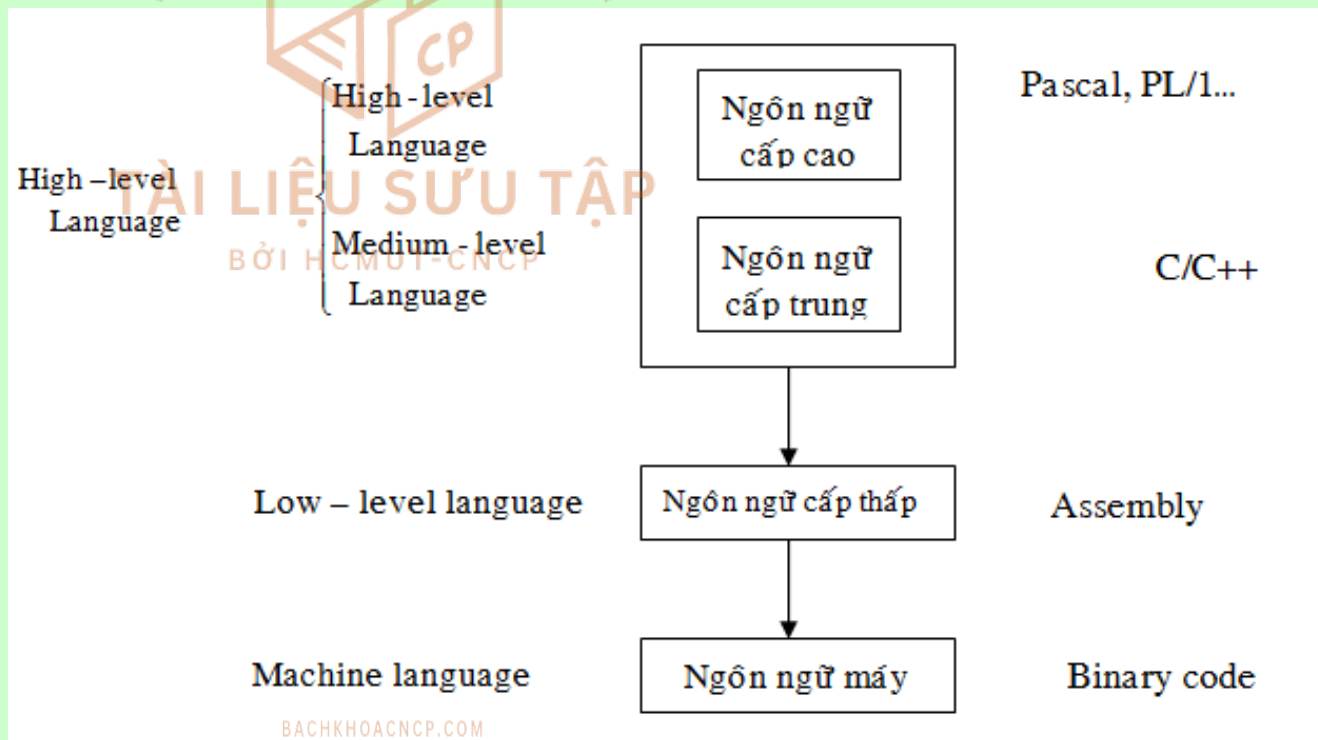 CP
High - level
Language
Ngôn ngữ
cấp cao
Pascal, PL/1...
High –level
Language
TÀI LIỆU SƯU TẬP
BỞI HCMUT-CNCP
Medium - level
Language
Ngôn ngữ
cấp trung
C/C++
Low – level language
Ngôn ngữ cấp thấp
Assembly
Machine language
Ngôn ngữ máy
Binary code
BACHKHOACNCP.COM